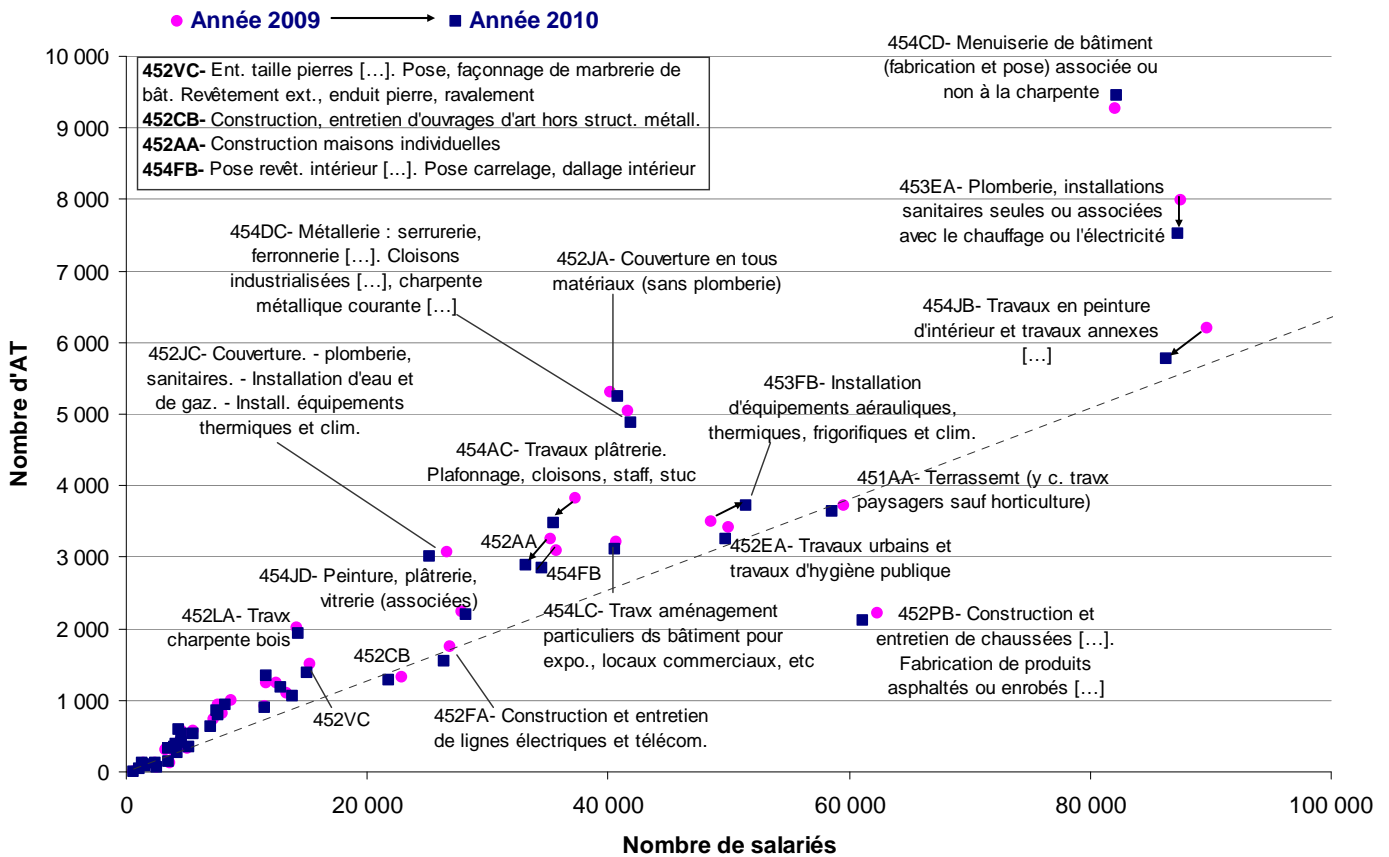 Année 2009
Année 2010
452VC- Ent. taille pierres […]. Pose, façonnage de marbrerie de
bât. Revêtement ext., enduit pierre, ravalement
452CB- Construction, entretien d'ouvrages d'art hors struct. métall.
452AA- Construction maisons individuelles
454FB- Pose revêt. intérieur […]. Pose carrelage, dallage intérieur
454CD- Menuiserie de bâtiment
(fabrication et pose) associée ou
non à la charpente
453EA- Plomberie, installations
sanitaires seules ou associées
avec le chauffage ou l'électricité
454DC- Métallerie : serrurerie,
ferronnerie […]. Cloisons
industrialisées […], charpente
métallique courante […]
452JA- Couverture en tous
matériaux (sans plomberie)
454JB- Travaux en peinture
d'intérieur et travaux annexes
[…]
452JC- Couverture. - plomberie,
sanitaires. - Installation d'eau et
de gaz. - Install. équipements
thermiques et clim.
453FB- Installation
d'équipements aérauliques,
thermiques, frigorifiques et clim.
454AC- Travaux plâtrerie.
Plafonnage, cloisons, staff, stuc
451AA- Terrassemt (y c. travx
paysagers sauf horticulture)
452AA
454FB
452EA- Travaux urbains et
travaux d'hygiène publique
454JD- Peinture, plâtrerie,
vitrerie (associées)
452LA- Travx
charpente bois
454LC- Travx aménagement
particuliers ds bâtiment pour
expo., locaux commerciaux, etc
452PB- Construction et
entretien de chaussées […].
Fabrication de produits
asphaltés ou enrobés […]
452CB
452VC
452FA- Construction et entretien
de lignes électriques et télécom.
Nombre d'AT
10 000
9 000
8 000
7 000
6 000
5 000
4 000
3 000
2 000
1 000
0
0
20 000
40 000
60 000
80 000
100 000
Nombre de salariés